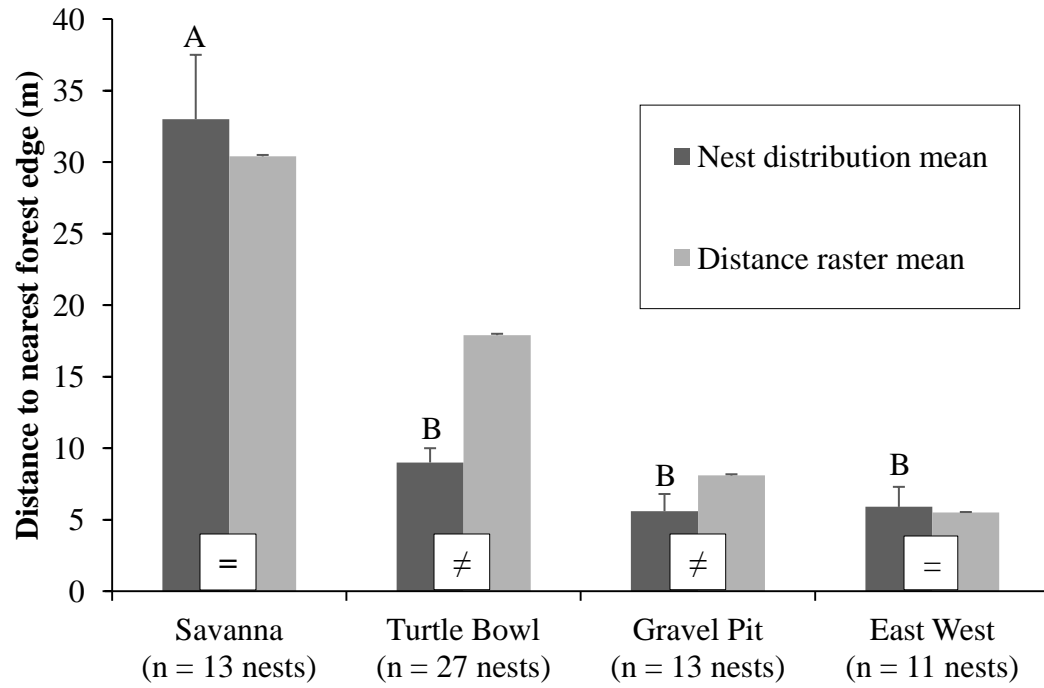 Distance to nearest forest edge (m)
40
35
30
25
20
15
10
5
0
A
B
B
B
=
≠
≠
=
Nest distribution mean
Distance raster mean
Savanna
(n = 13 nests)
Turtle Bowl
(n = 27 nests)
Gravel Pit
(n = 13 nests)
East West
(n = 11 nests)